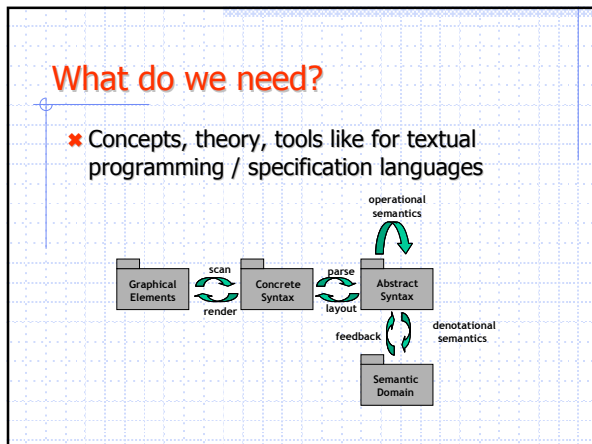 What do we need?
Concepts, theory, tools like for textual
programming / specification languages
operational
semantics
Graphical
Elements
scan
render
Concrete
Syntax
parse
layout
Abstract
Syntax
feedback
denotational
semantics
Semantic
Domain